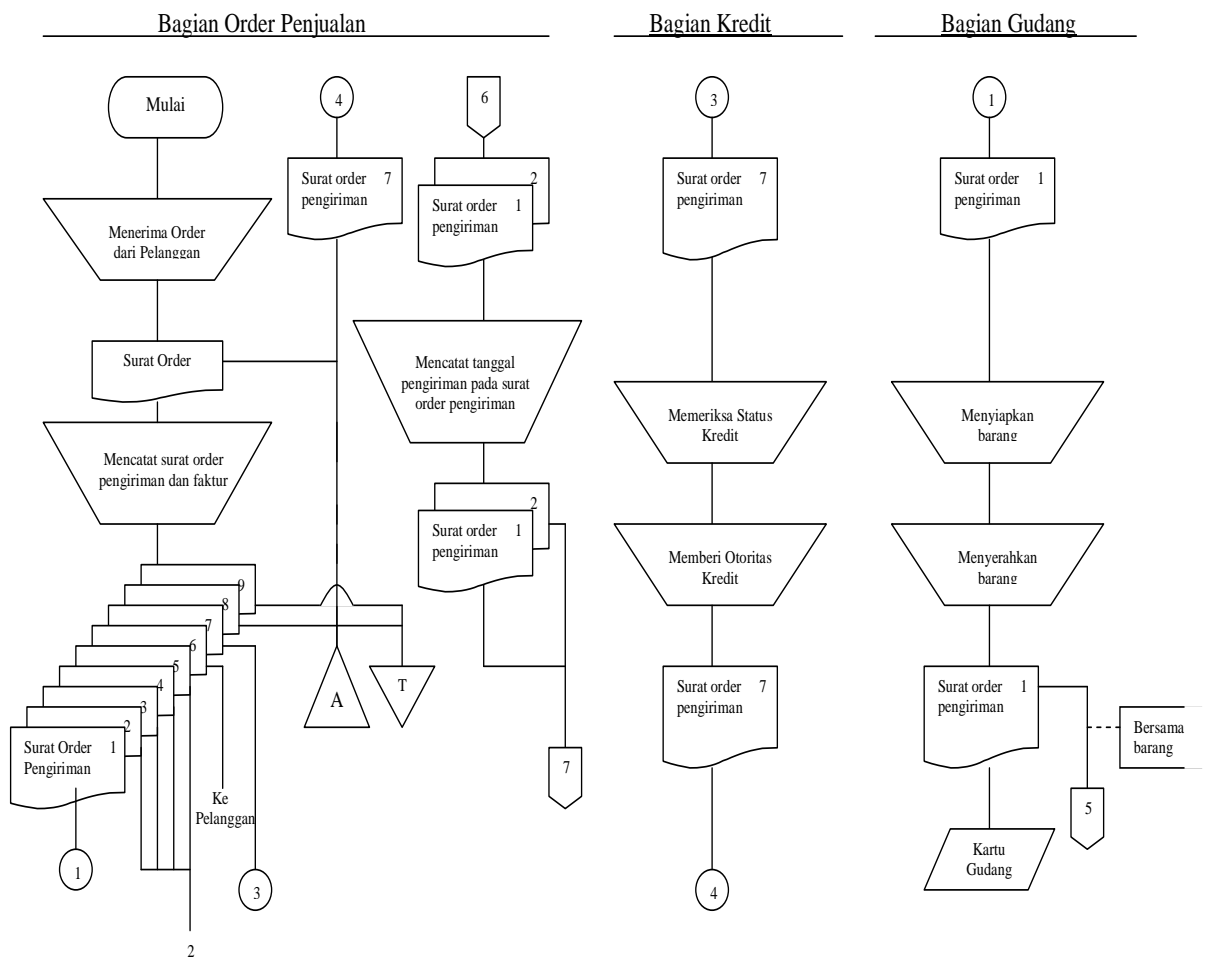 Bagian Order Penjualan
Mulai
Menerima Order
dari Pelanggan
Surat Order
Mencatat surat order
pengiriman dan faktur
9
8
7
6
5
4
3
2
Surat Order 1
Pengiriman
1
2
Ke
Pelanggan
3
4
Surat order 7
pengiriman
A
T
6
2
Surat order 1
pengiriman
Mencatat tanggal
pengiriman pada surat
order pengiriman
2
Surat order 1
pengiriman
7
Bagian Kredit
3
Surat order 7
pengiriman
Memeriksa Status
Kredit
Memberi Otoritas
Kredit
Surat order 7
pengiriman
4
Bagian Gudang
1
Surat order 1
pengiriman
Menyiapkan
barang
Menyerahkan
barang
Surat order 1
pengiriman
Bersama
barang
5
Kartu
Gudang